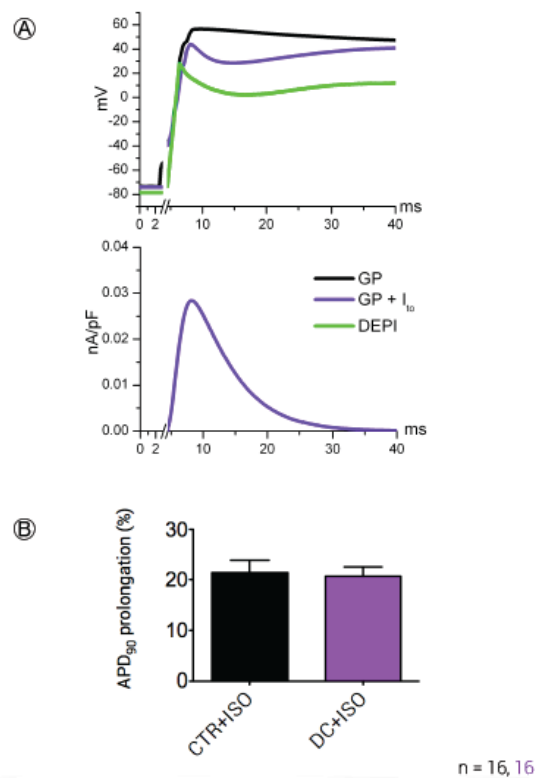 A
60
40
20
0
-20
-40
-60
-80
mV
0 2 10 20 30 40
ms
0.04
0.03
0.02
0.01
0.00
nA/pF
GP
GP + Ito
DEPI
0 2 10 20 30 40
ms
B
30
20
10
0
APD90 prolongation (%)
CTR+ISO
DC+ISO
n = 16, 16